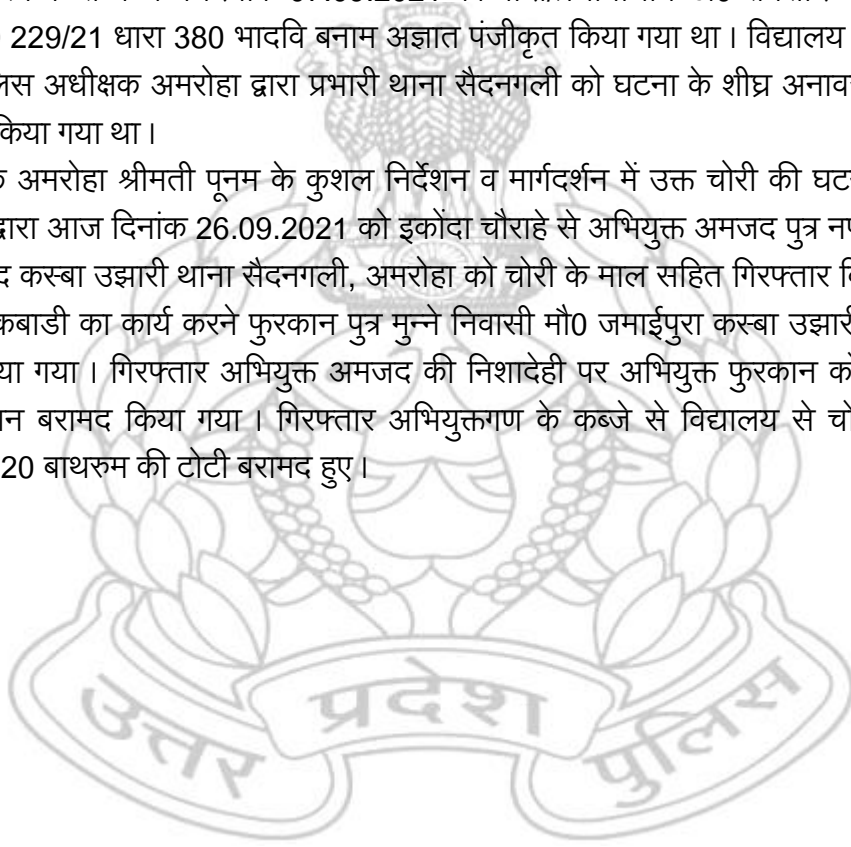 229/21 धारा 380 भादवि बनाम अज्ञात पंजीकृत किया गया था। विद्यालय
अधीक्षक अमरोहा द्वारा प्रभारी थाना सैदनगली को घटना के शीघ्र
किया गया था।
अमरोहा श्रीमती पूनम के कुशल निर्देशन व मार्गदर्शन में उक्त चोरी की
द्वारा आज दिनांक 26.09.2021 को इकोंदा चौराहे से अभियुक्त अमजद पुत्र
कस्बा उझारी थाना सैदनगली, अमरोहा को चोरी के माल सहित गिरफ्तार
कबाडी का कार्य करने फुरकान पुत्र मुन्ने निवासी मौ0 जमाईपुरा कस्बा उझारी
गया। गिरफ्तार अभियुक्त अमजद की निशादेही पर अभियुक्त फुरकान को
बरामद किया गया। गिरफ्तार अभियुक्तगण के कब्जे से विद्यालय से
20 बाथरुम की टोटी बरामद हुए।
उत्तर प्रदेश पुलिस